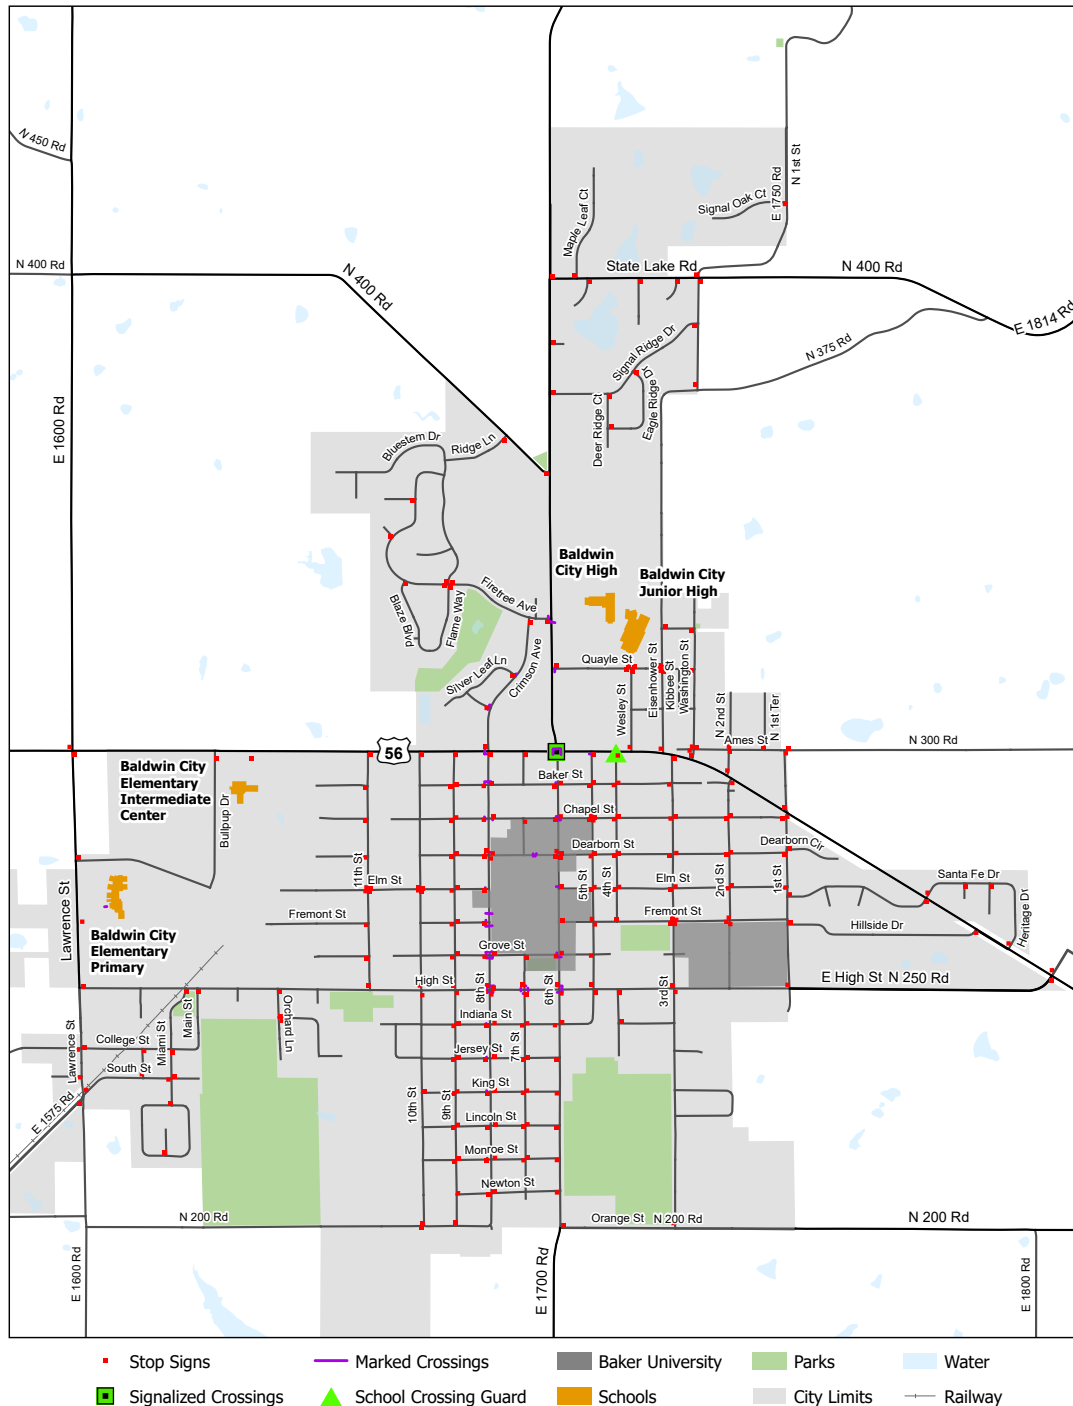 N 450 Rd
N 1st St
E 1750 Rd
Signal Oak Ct
Maple Leaf Ct
N 400 Rd
N 400 Rd
State Lake Rd
N 400 Rd
E 1814 Rd
N 375 Rd
Signal Ridge Dr
Eagle Ridge Dr
Deer Ridge Ct
E 1600 Rd
Bluestem Dr
Ridge Ln
Baldwin
City High
Baldwin City
Junior High
Firetree Ave
Blaze Blvd
Flame Way
Crimson Ave
Silver Leaf Ln
Quayle St
Wesley St
Eisenhower St
Kibbee St
Washington St
N 2nd St
N 1st Ter
Ames St
N 300 Rd
56
Baldwin City
Elementary
Intermediate
Center
Bullpup Dr
Baker St
Chapel St
Dearborn St
Dearborn Cir
11th St
Elm St
5th St
4th St
Elm St
2nd St
1st St
Santa Fe Dr
Heritage Dr
Lawrence St
Fremont St
Fremont St
Hillside Dr
Baldwin City
Elementary
Primary
Grove St
High St
8th St
6th St
3rd St
E High St
N 250 Rd
Main St
Miami St
Orchard Ln
Indiana St
Lawrence St
College St
South St
7th St
Jersey St
E 1575 Rd
10th St
9th St
King St
Lincoln St
Monroe St
Newton St
N 200 Rd
Orange St
N 200 Rd
N 200 Rd
E 1600 Rd
E 1700 Rd
E 1800 Rd
Stop Signs
Marked Crossings
Baker University
Parks
Water
Signalized Crossings
School Crossing Guard
Schools
City Limits
Railway